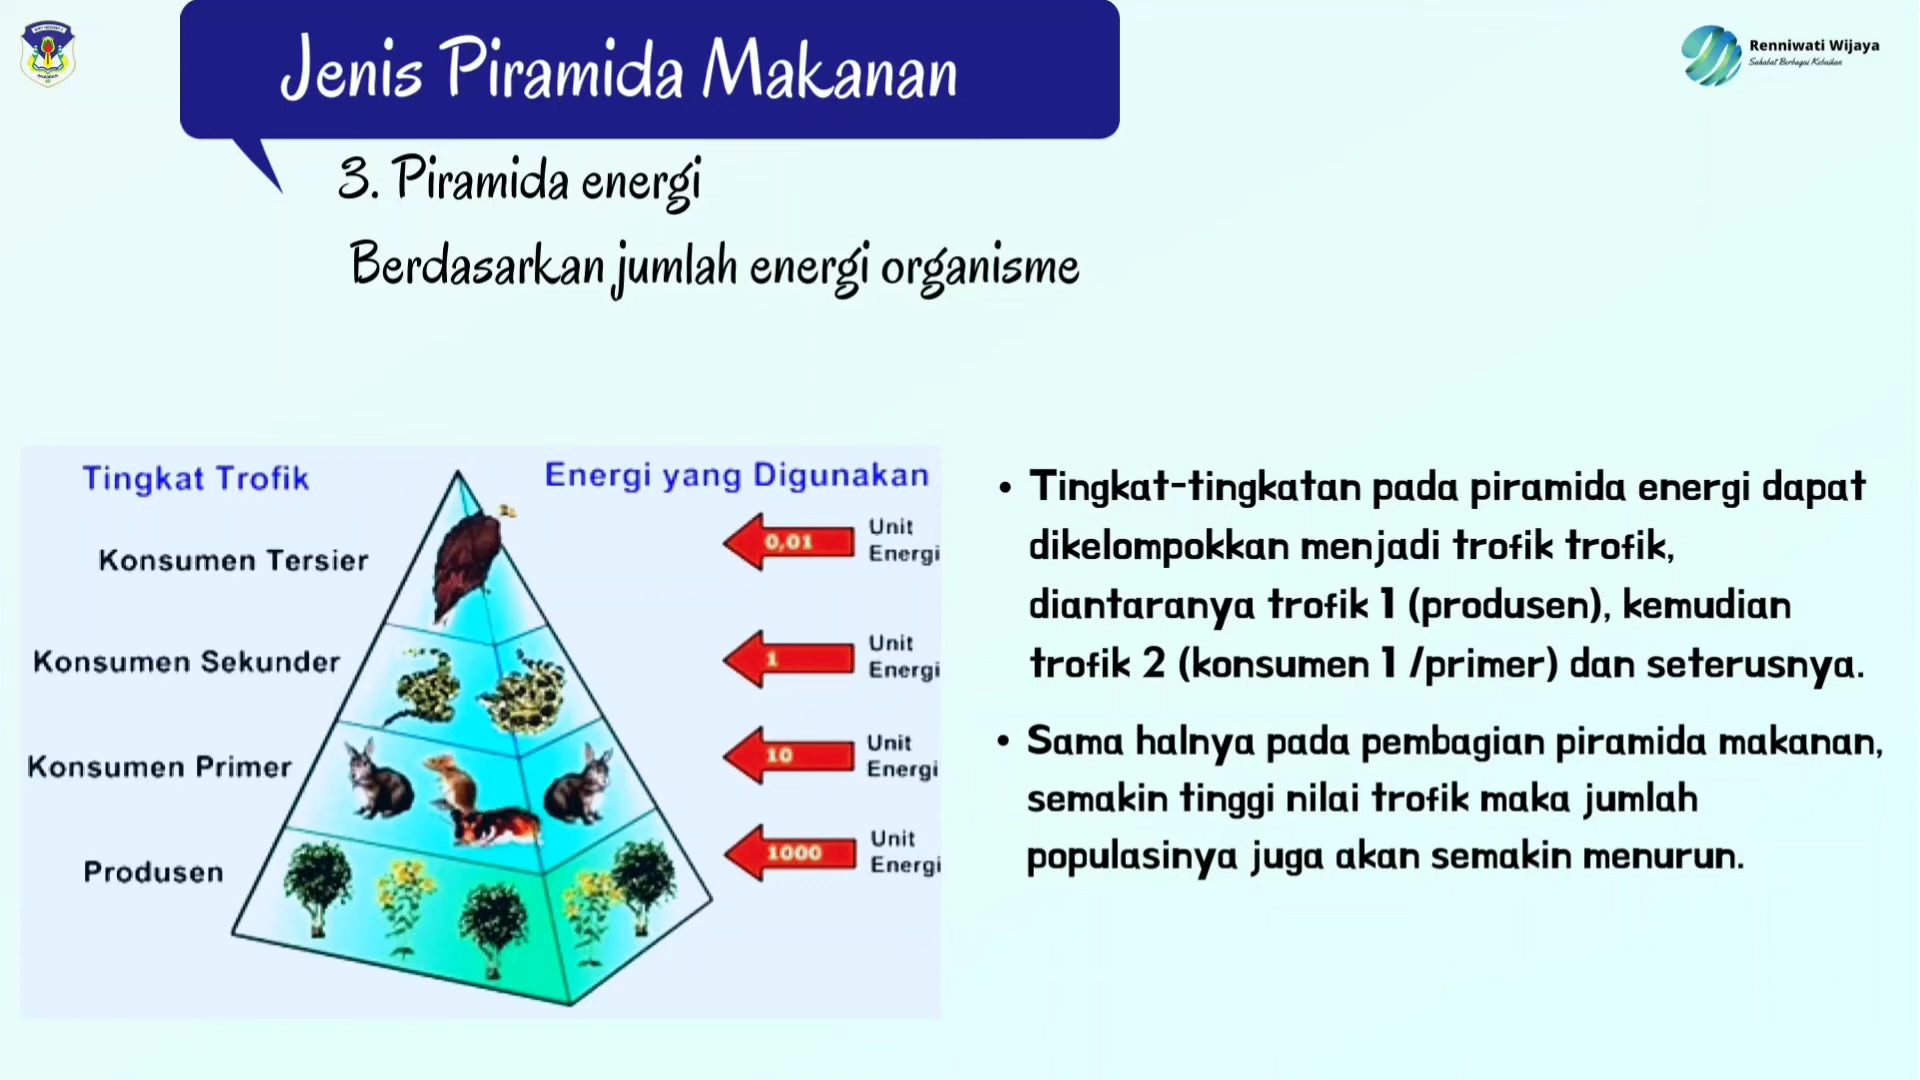 Jenis Piramida Makanan
Renniwati Wijaya
Sahabat Berbagai Kebaikan
3. Piramida energi
Berdasarkan jumlah energi organisme
Tingkat Trofik
Energi yang Digunakan
Konsumen Tersier
0,01
Unit
Energi
Konsumen Sekunder
1
Unit
Energi
Konsumen Primer
10
Unit
Energi
Produsen
1000
Unit
Energi
• Tingkat-tingkatan pada piramida energi dapat
dikelompokkan menjadi trofik trofik,
diantaranya trofik 1 (produsen), kemudian
trofik 2 (konsumen 1 /primer) dan seterusnya.
• Sama halnya pada pembagian piramida makanan,
semakin tinggi nilai trofik maka jumlah
populasinya juga akan semakin menurun.